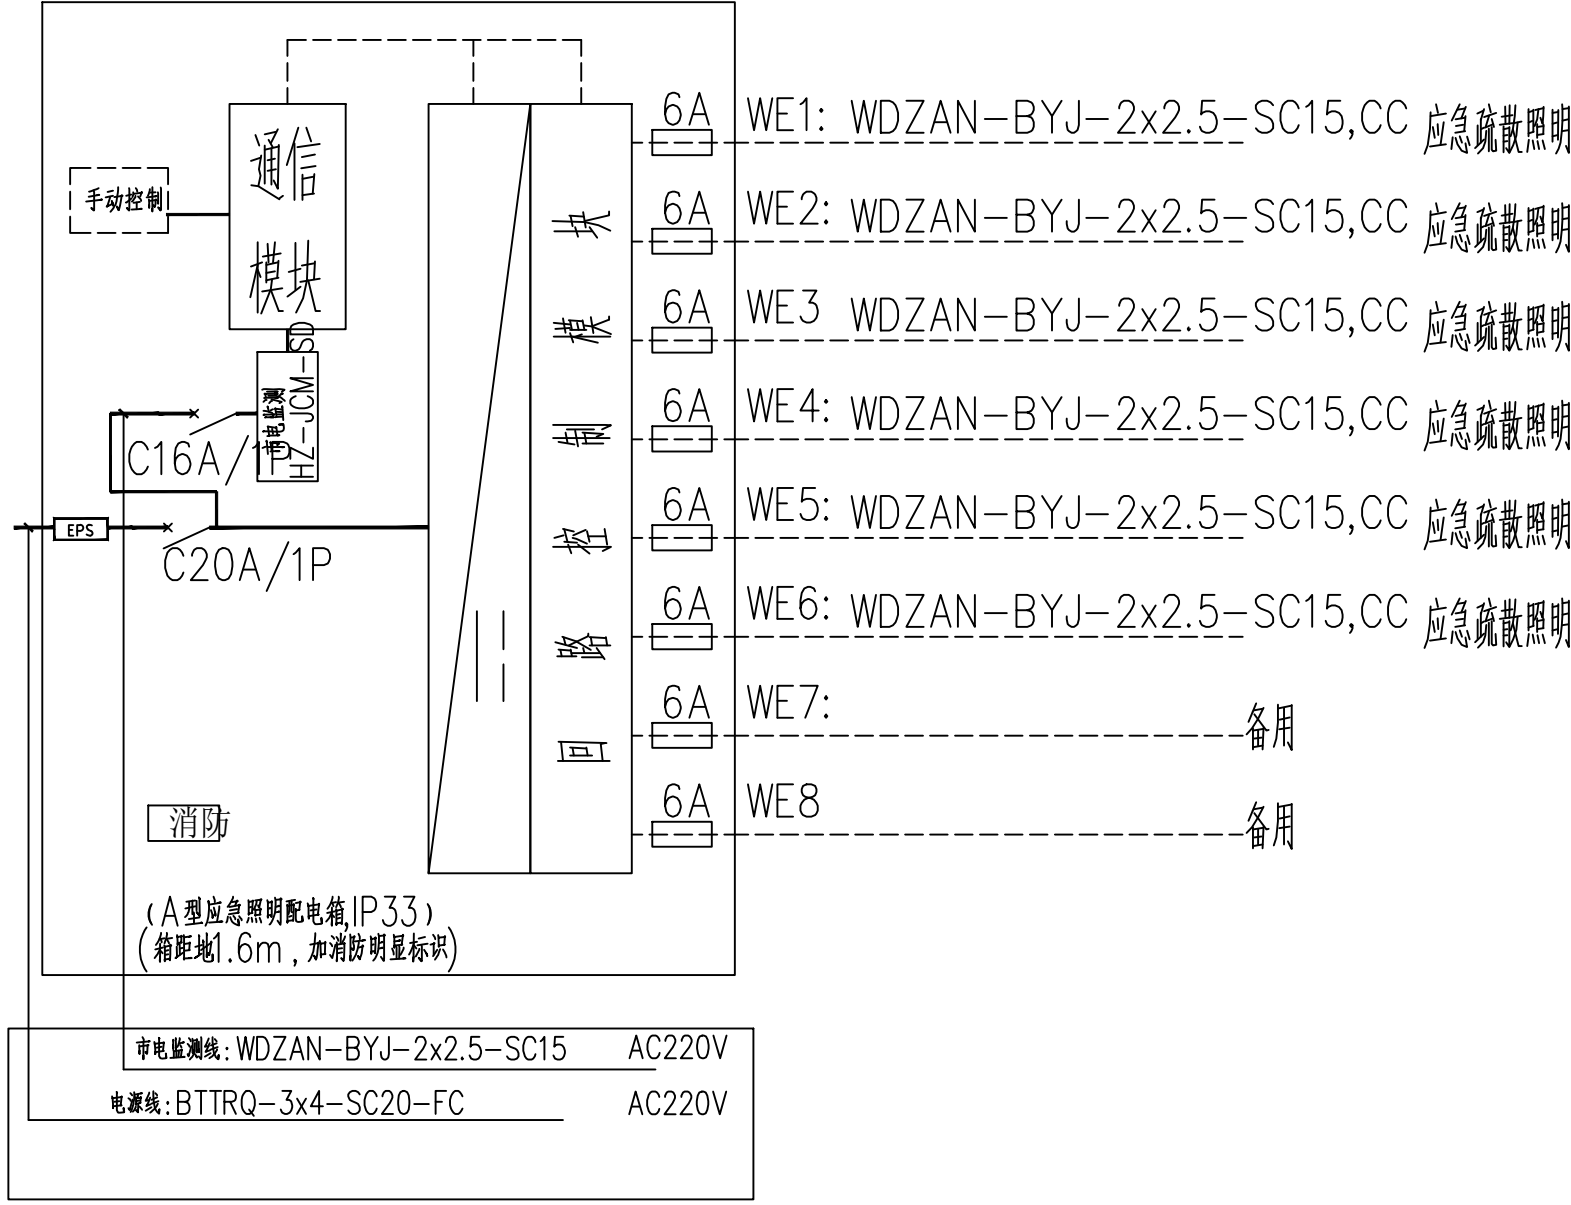 6A WE1: WDZAN-BYJ-2x2.5-SC15,CC 应急疏散照明
6A WE2: WDZAN-BYJ-2x2.5-SC15,CC 应急疏散照明
6A WE3 WDZAN-BYJ-2x2.5-SC15,CC 应急疏散照明
6A WE4: WDZAN-BYJ-2x2.5-SC15,CC 应急疏散照明
6A WE5: WDZAN-BYJ-2x2.5-SC15,CC 应急疏散照明
6A WE6: WDZAN-BYJ-2x2.5-SC15,CC 应急疏散照明
6A WE7: 备用
6A WE8 备用
通信
模块
手动控制
市电监测
HZ-JCM-SD
C16A/1P
EPS
C20A/1P
回路控制模块
消防
(A型应急照明配电箱,IP33)
(箱距地1.6m,加消防明显标识)
市电监测线:WDZAN-BYJ-2x2.5-SC15 AC220V
电源线:BTTRQ-3x4-SC20-FC AC220V